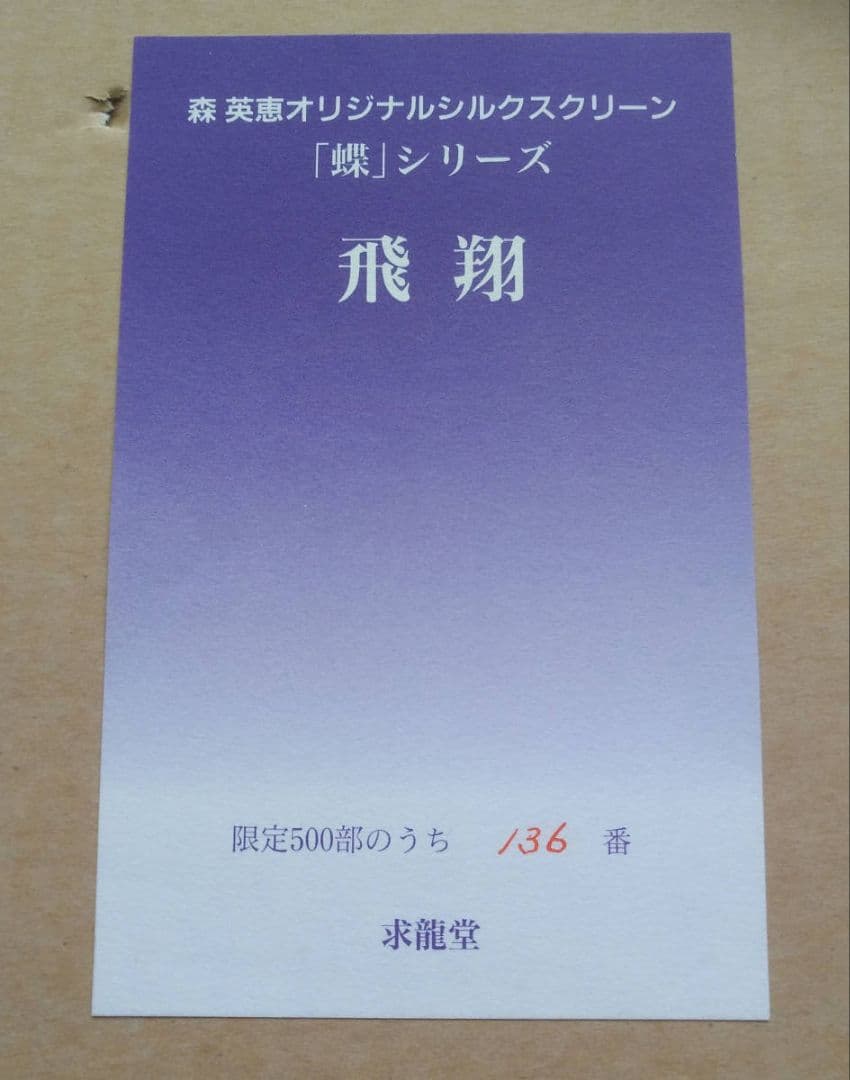 森 英恵オリジナルシルクスクリーン
「蝶」シリーズ
飛翔
限定500部のうち 136 番
求龍堂